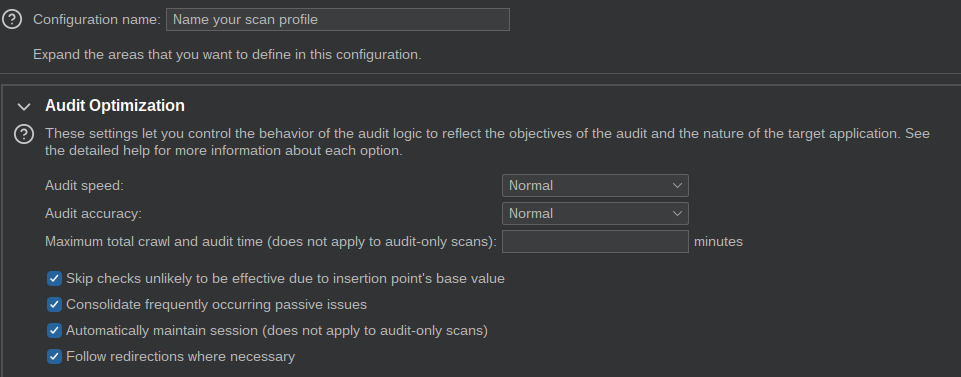 Configuration name: Name your scan profile
Expand the areas that you want to define in this configuration.
Audit Optimization
These settings let you control the behavior of the audit logic to reflect the objectives of the audit and the nature of the target application. See
the detailed help for more information about each option.
Audit speed: Normal
Audit accuracy: Normal
Maximum total crawl and audit time (does not apply to audit-only scans): minutes
Skip checks unlikely to be effective due to insertion point's base value
Consolidate frequently occurring passive issues
Automatically maintain session (does not apply to audit-only scans)
Follow redirections where necessary